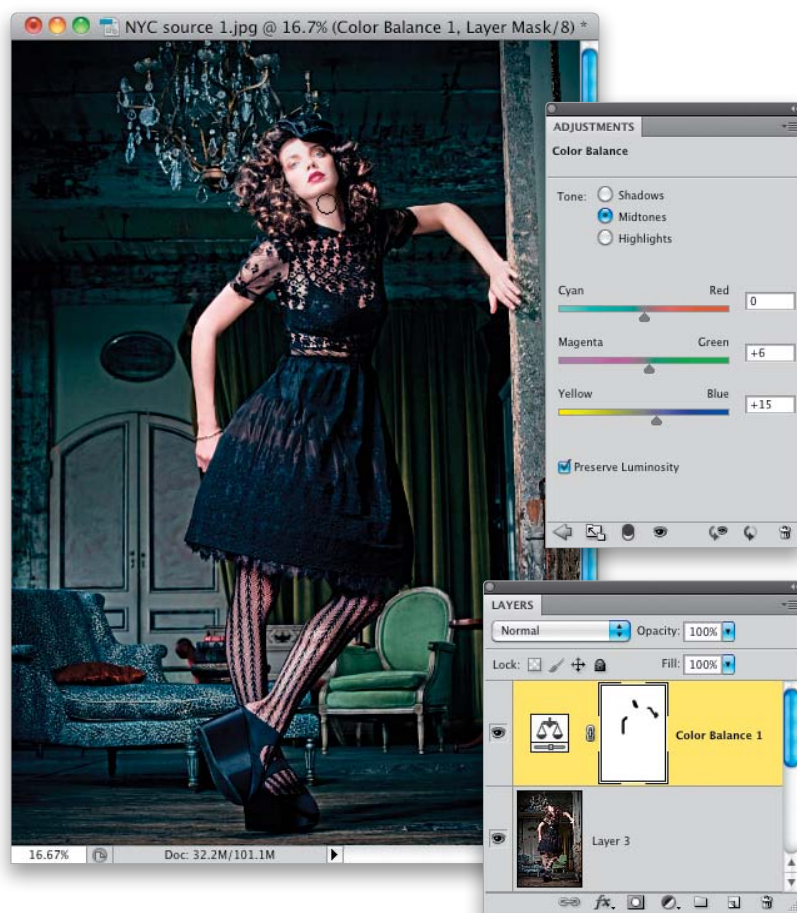 NYC source 1.jpg @ 16.7% (Color Balance 1, Layer Mask/8) *
ADJUSTMENTS
Color Balance
Tone: Shadows
Midtones
Highlights
Cyan Red 0
Magenta Green +6
Yellow Blue +15
Preserve Luminosity
LAYERS
Normal Opacity: 100%
Lock: Fill: 100%
Color Balance 1
Layer 3
fx
16.67% Doc: 32.2M/101.1M